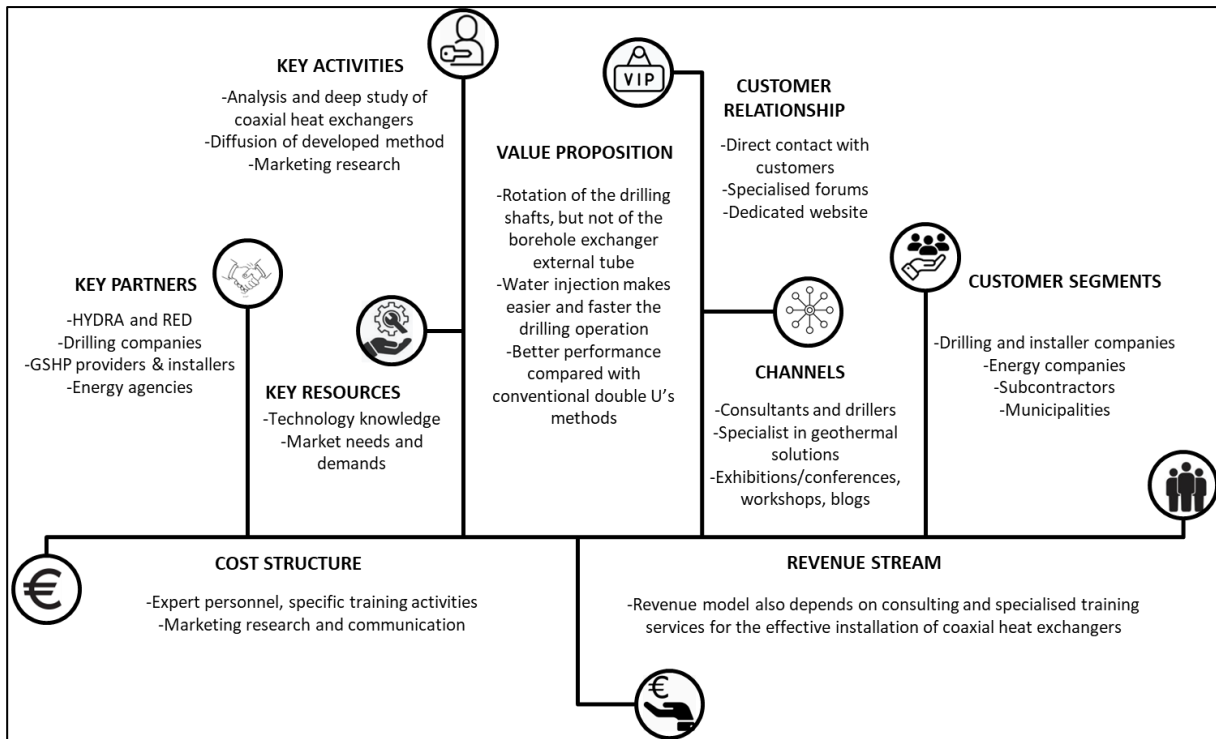 KEY ACTIVITIES
-Analysis and deep study of
coaxial heat exchangers
-Diffusion of developed method
-Marketing research
KEY PARTNERS
-HYDRA and RED
-Drilling companies
-GSHP providers & installers
-Energy agencies
KEY RESOURCES
-Technology knowledge
-Market needs and
demands
VALUE PROPOSITION
-Rotation of the drilling
shafts, but not of the
borehole exchanger
external tube
-Water injection makes
easier and faster the
drilling operation
-Better performance
compared with
conventional double U’s
methods
VIP
CUSTOMER
RELATIONSHIP
-Direct contact with
customers
-Specialised forums
-Dedicated website
CHANNELS
-Consultants and drillers
-Specialist in geothermal
solutions
-Exhibitions/conferences,
workshops, blogs
CUSTOMER SEGMENTS
-Drilling and installer companies
-Energy companies
-Subcontractors
-Municipalities
€
COST STRUCTURE
-Expert personnel, specific training activities
-Marketing research and communication
REVENUE STREAM
-Revenue model also depends on consulting and specialised training
services for the effective installation of coaxial heat exchangers
€